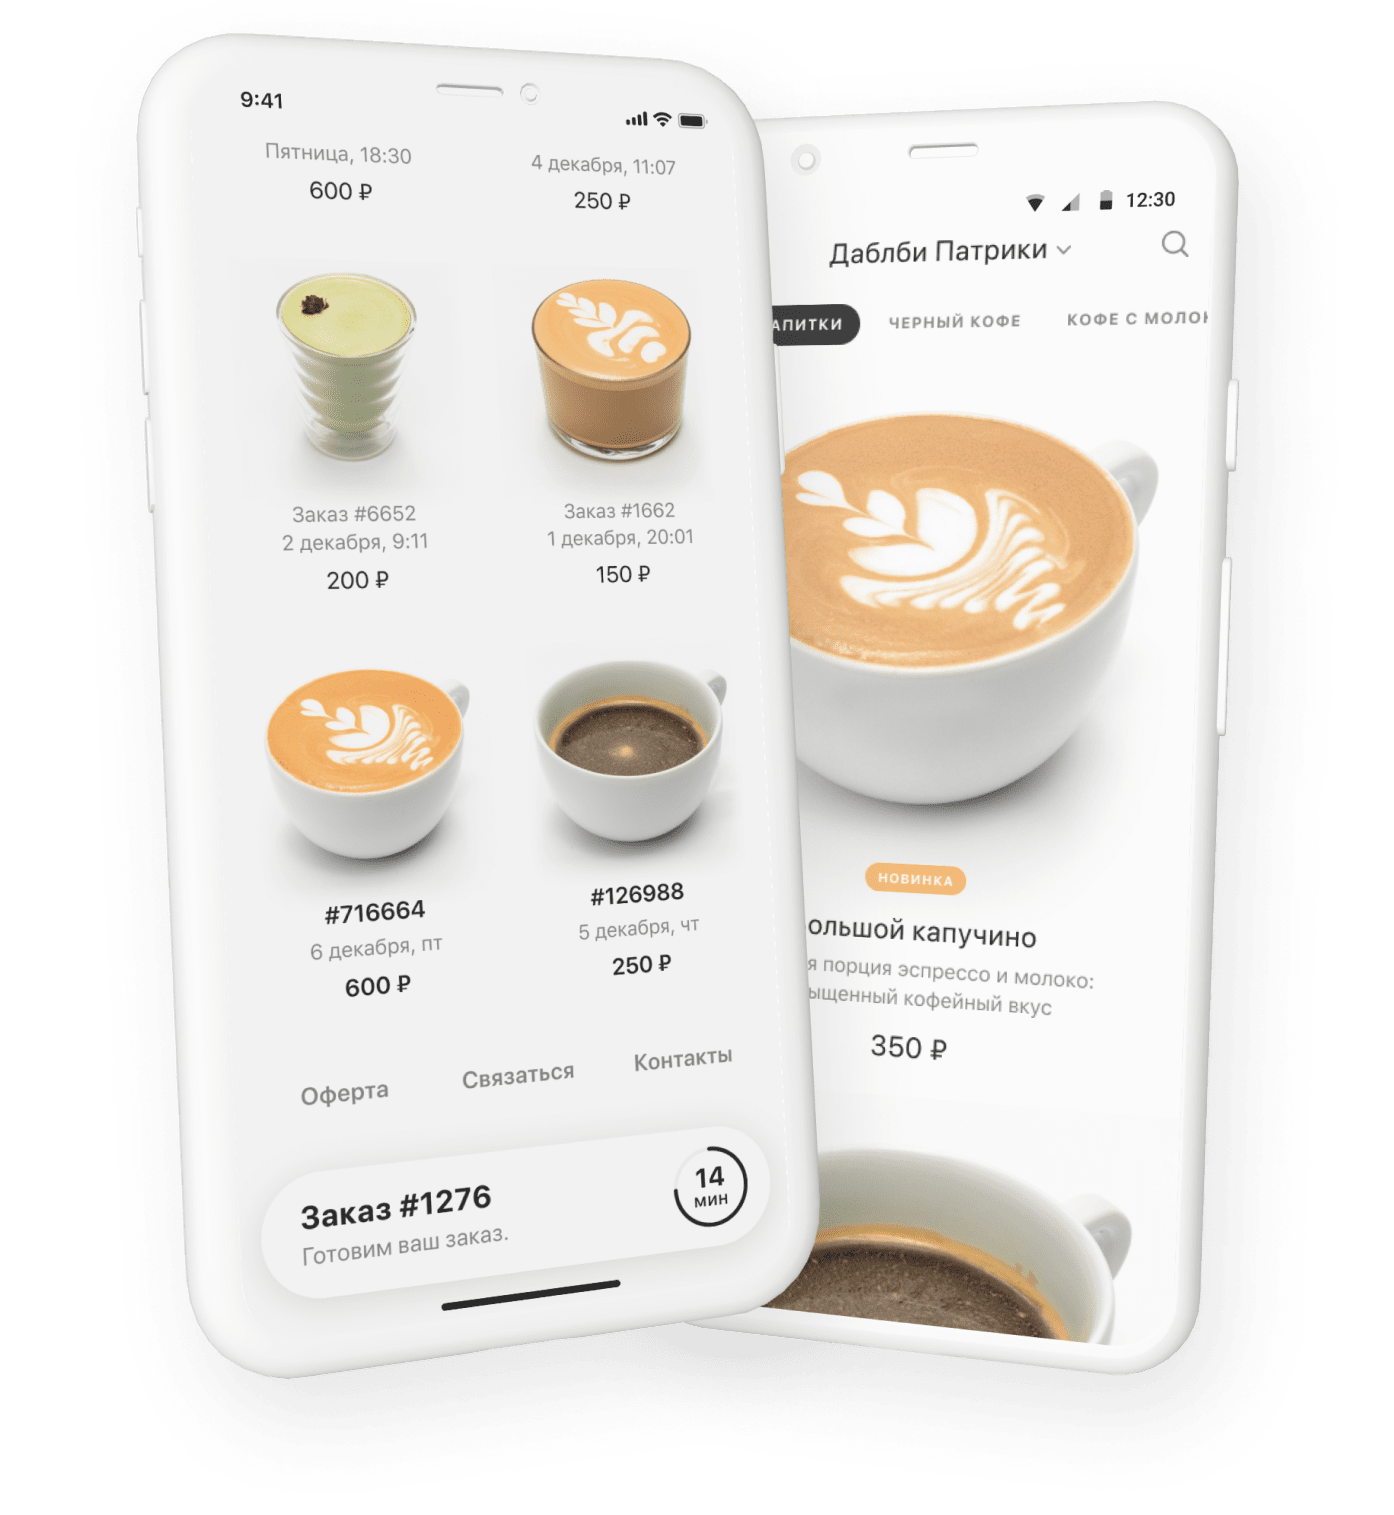 9:41
Пятница, 18:30
600 ₽
4 декабря, 11:07
250 ₽
Заказ #6652
2 декабря, 9:11
200 ₽
Заказ #1662
1 декабря, 20:01
150 ₽
#716664
6 декабря, пт
600 ₽
#126988
5 декабря, чт
250 ₽
Оферта
Связаться
Контакты
Заказ #1276
Готовим ваш заказ.
14
мин
12:30
Даблби Патрики
АПИТКИ
ЧЕРНЫЙ КОФЕ
КОФЕ С МОЛОК
НОВИНКА
ольшой капучино
я порция эспрессо и молоко:
ыщенный кофейный вкус
350 ₽